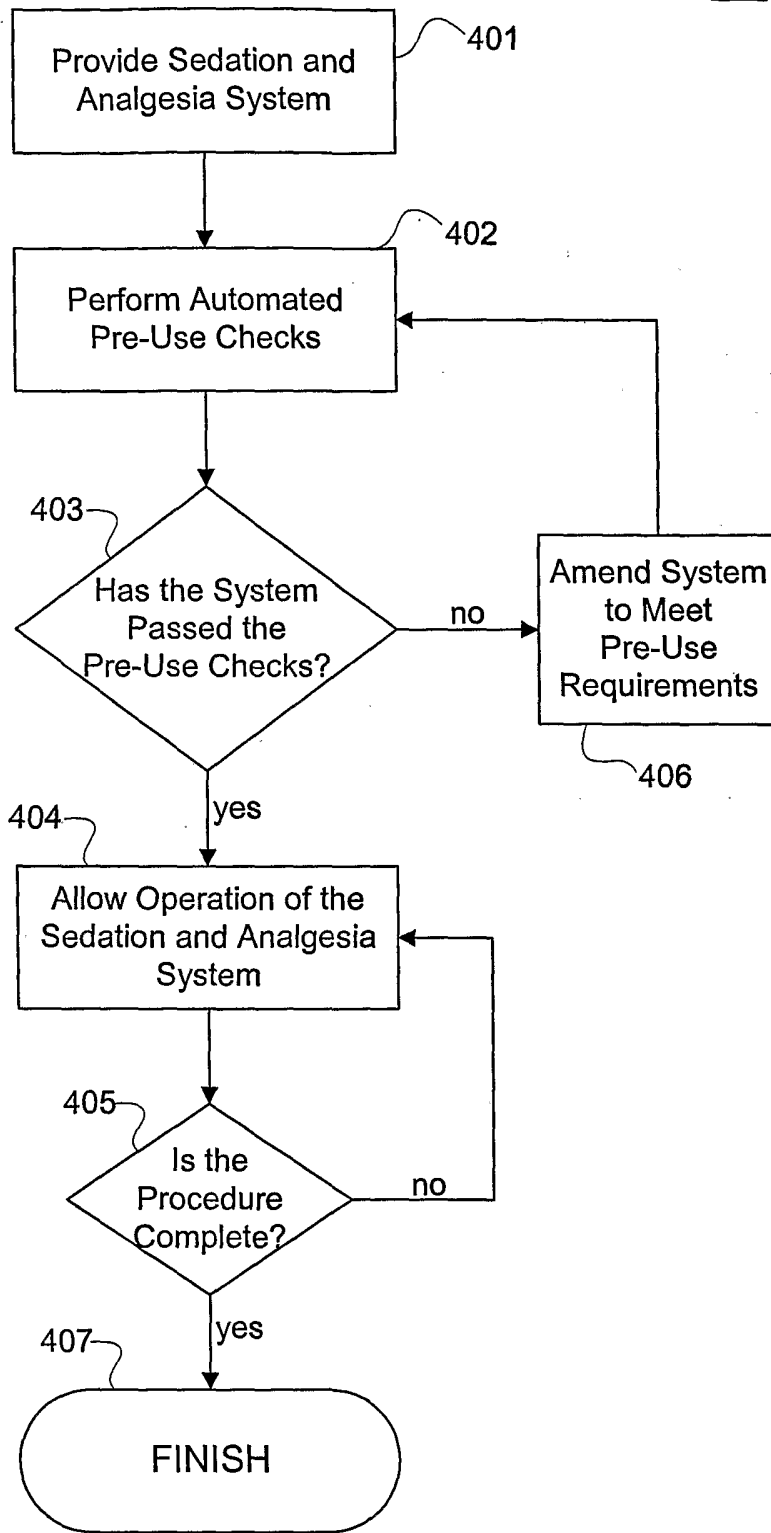 401
Provide Sedation and
Analgesia System
402
Perform Automated
Pre-Use Checks
403
Has the System
Passed the
Pre-Use Checks?
no
Amend System
to Meet
Pre-Use
Requirements
406
yes
404
Allow Operation of the
Sedation and Analgesia
System
405
Is the
Procedure
Complete?
no
yes
407
FINISH